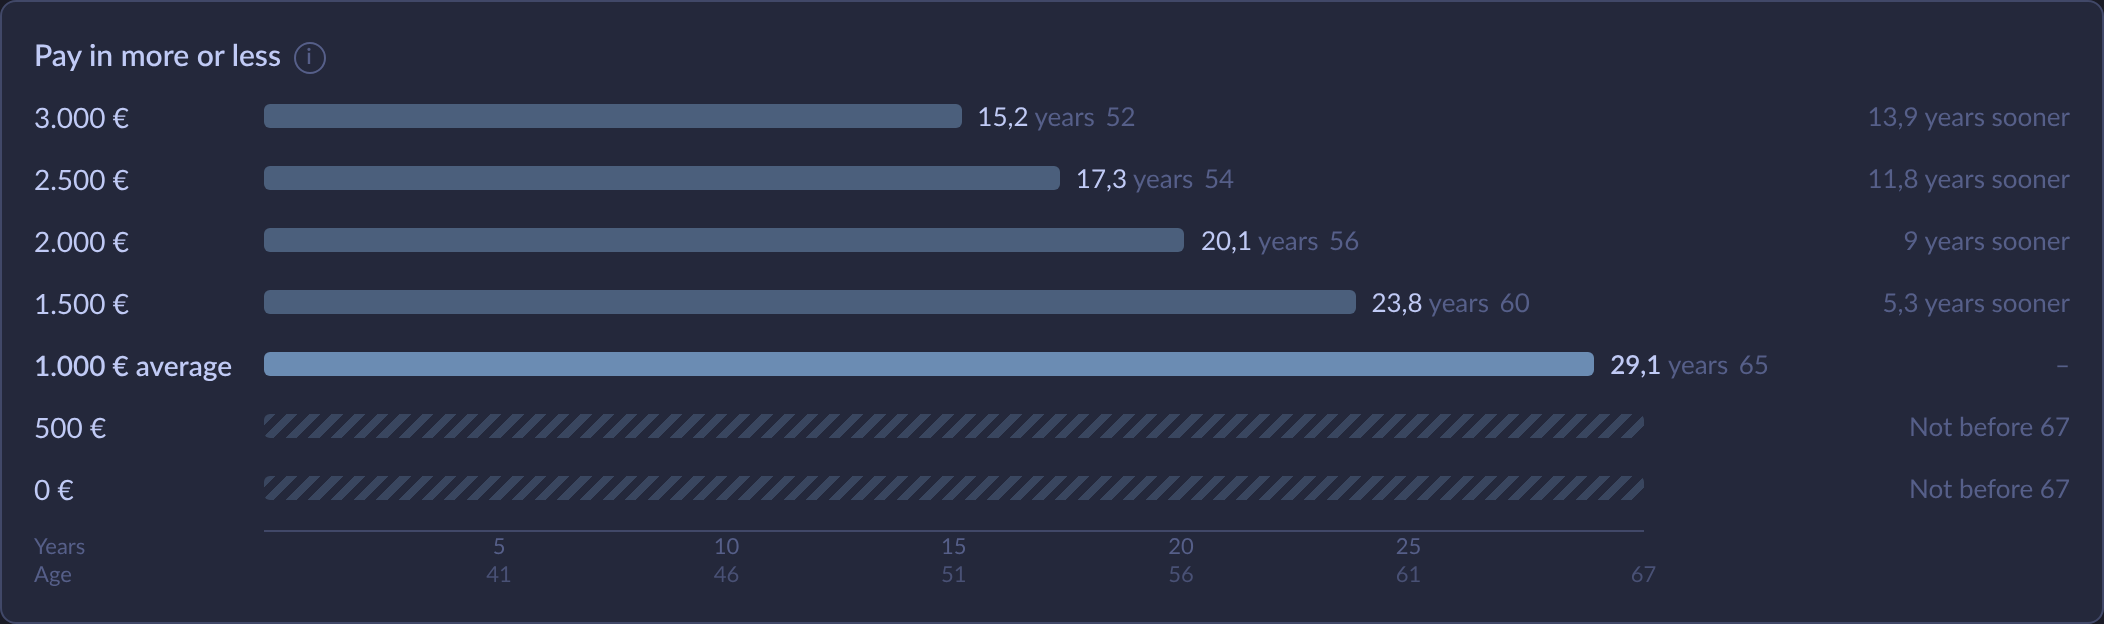 Pay in more or less i
3.000 € 15,2 years 52 13,9 years sooner
2.500 € 17,3 years 54 11,8 years sooner
2.000 € 20,1 years 56 9 years sooner
1.500 € 23,8 years 60 5,3 years sooner
1.000 € average 29,1 years 65 –
500 € Not before 67
0 € Not before 67
Years 5 10 15 20 25
Age 41 46 51 56 61 67